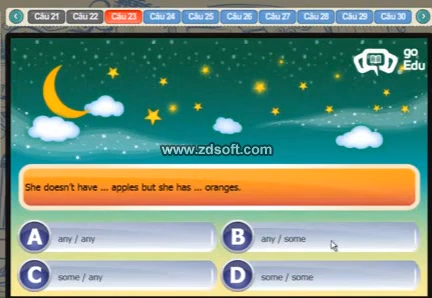 Câu 21 Câu 22 Câu 23 Câu 24 Câu 25 Câu 26 Câu 27 Câu 28 Câu 29 Câu 30
go
Edu
www.zdsoft.com
She doesn't have ... apples but she has ... oranges.
A any / any
B any / some
C some / any
D some / some